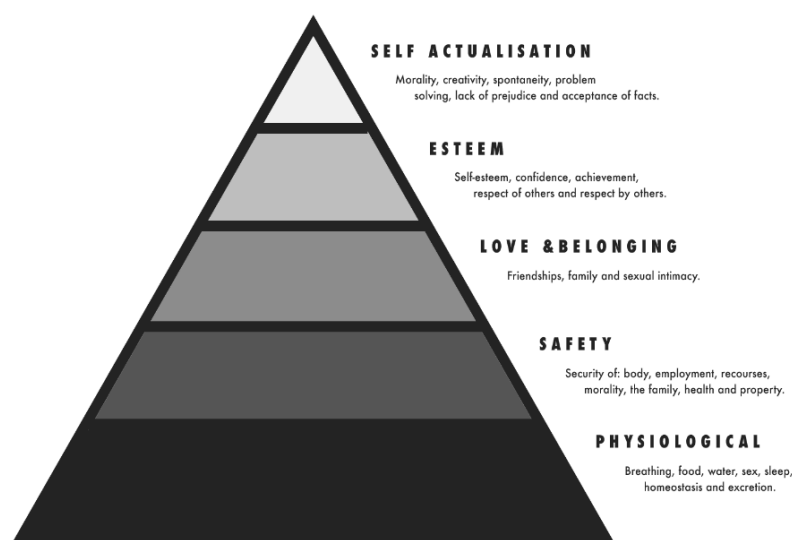 SELF ACTUALISATION
Morality, creativity, spontaneity, problem
solving, lack of prejudice and acceptance of facts.
ESTEEM
Self-esteem, confidence, achievement,
respect of others and respect by others.
LOVE &BELONGING
Friendships, family and sexual intimacy.
SAFETY
Security of: body, employment, recourses,
morality, the family, health and property.
PHYSIOLOGICAL
Breathing, food, water, sex, sleep,
homeostasis and excretion.